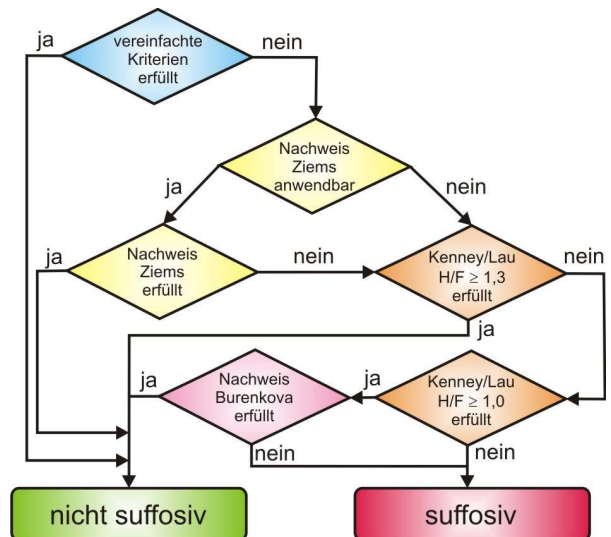 ja
vereinfachte
Kriterien
erfüllt
nein
Nachweis
Ziems
anwendbar
ja
nein
ja
Nachweis
Ziems
erfüllt
nein
Kenney/Lau
H/F ≥ 1,3
erfüllt
nein
ja
ja
Nachweis
Burenkova
erfüllt
ja
Kenney/Lau
H/F ≥ 1,0
erfüllt
nein
nein
nicht suffosiv
suffosiv